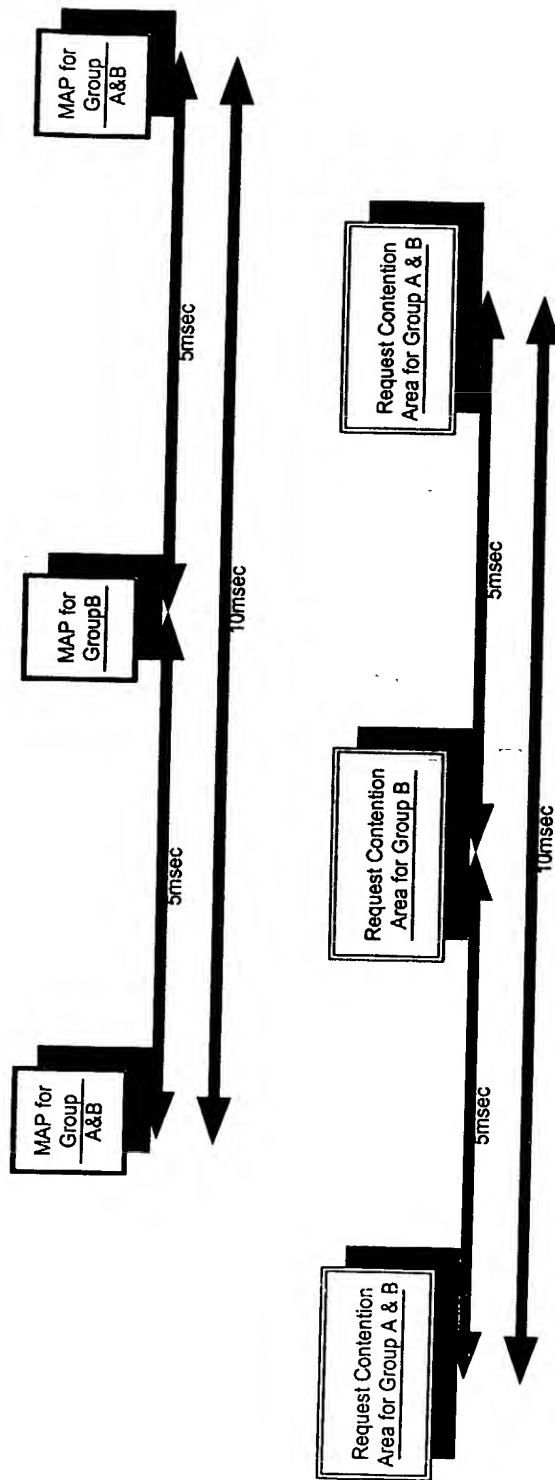 MAP for
Group
A&B
5msec
MAP for
GroupB
5msec
MAP for
Group
A&B
10msec
Request Contention
Area for Group A & B
5msec
Request Contention
Area for Group B
5msec
Request Contention
Area for Group A & B
10msec